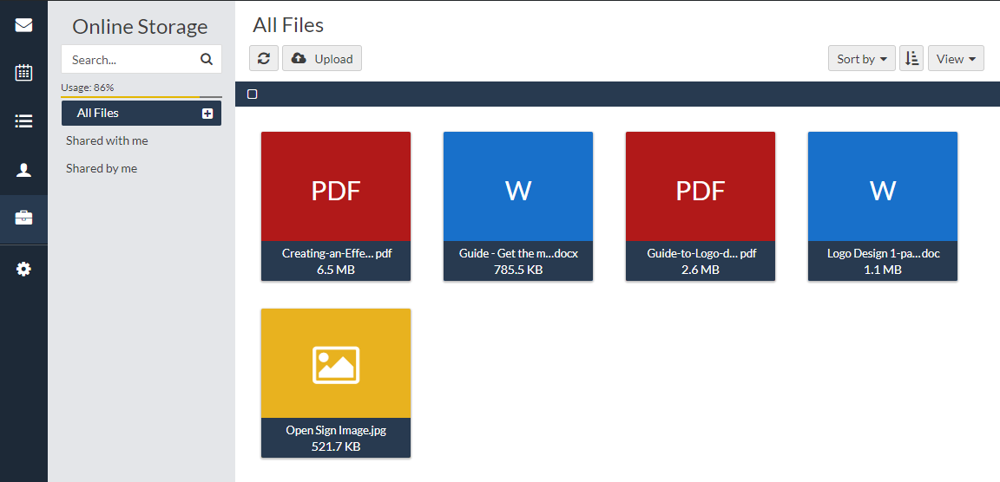 Online Storage
Search...
Usage: 86%
All Files
Shared with me
Shared by me
All Files
Upload
Sort by
View
PDF
Creating-an-Effe... pdf
6.5 MB
W
Guide - Get the m...docx
785.5 KB
PDF
Guide-to-Logo-d... pdf
2.6 MB
W
Logo Design 1-pa...doc
1.1 MB
Open Sign Image.jpg
521.7 KB